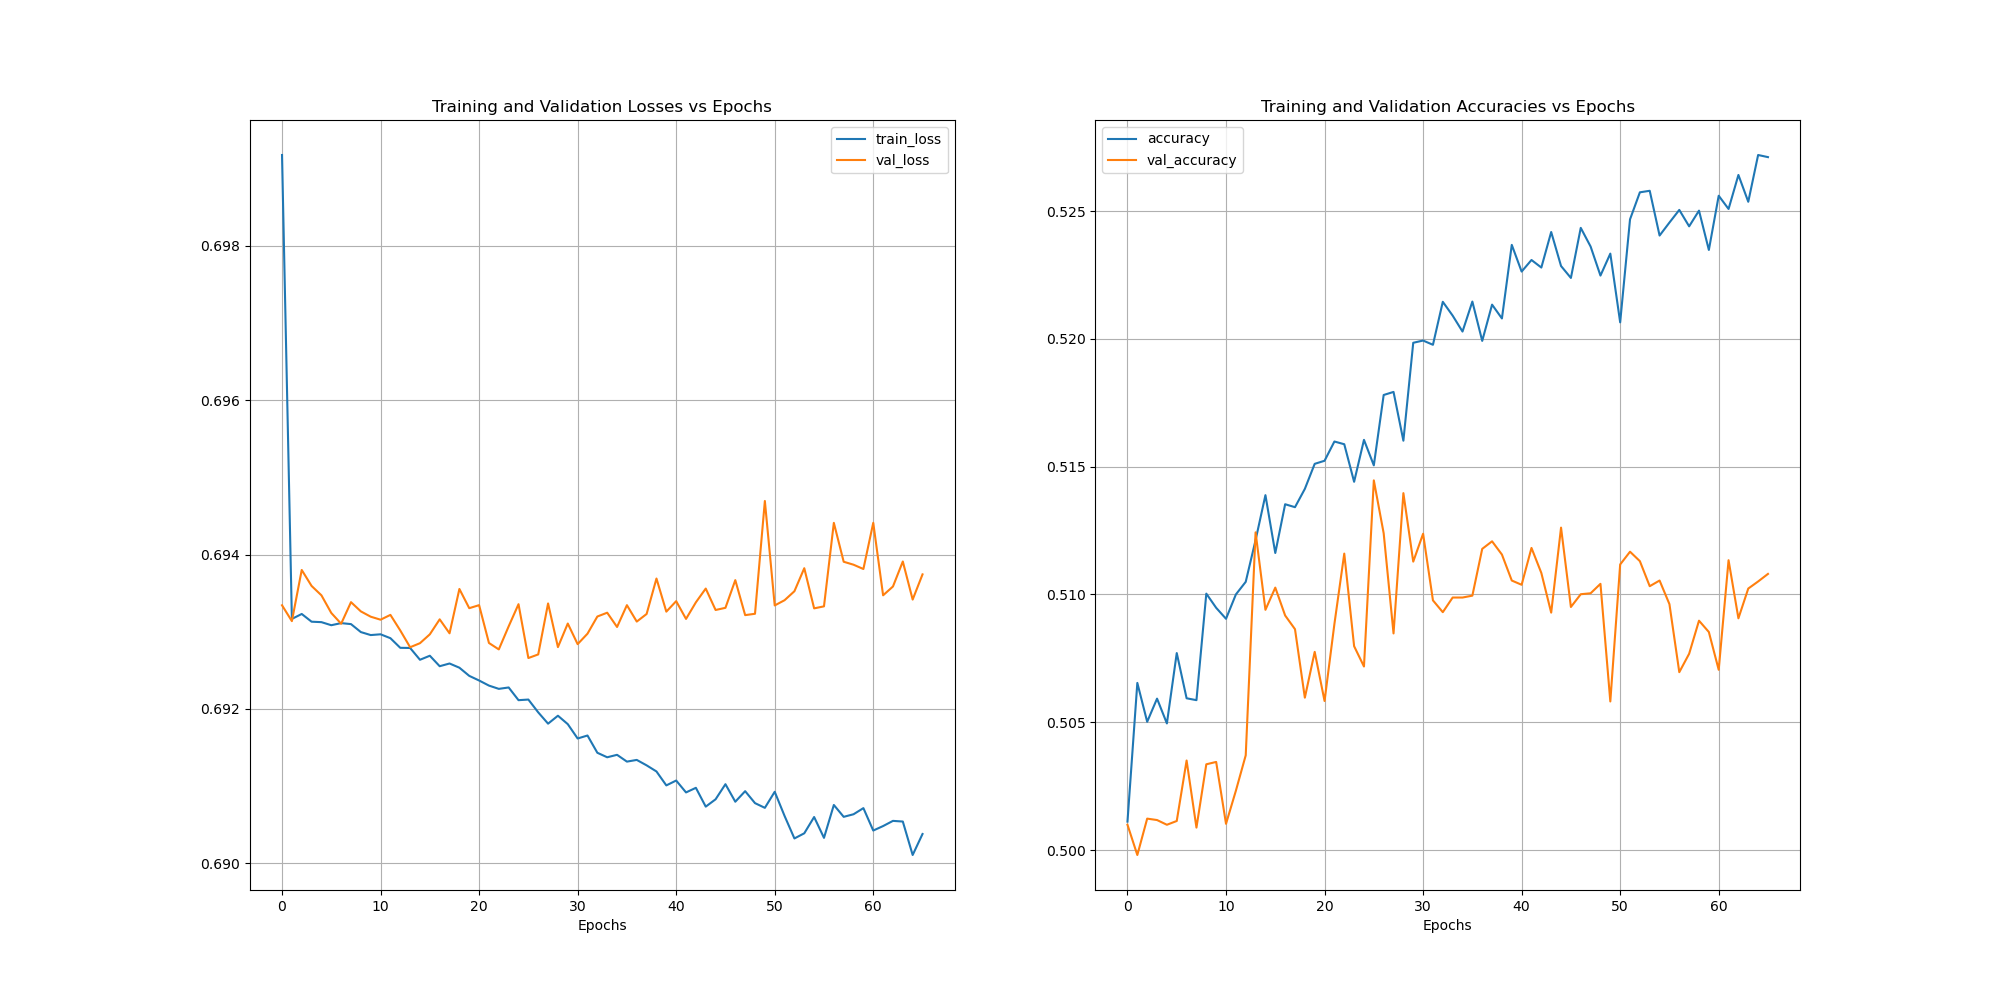 Training and Validation Losses vs Epochs
train_loss
val_loss
0.698
0.696
0.694
0.692
0.690
0 10 20 30 40 50 60
Epochs
Training and Validation Accuracies vs Epochs
accuracy
val_accuracy
0.525
0.520
0.515
0.510
0.505
0.500
0 10 20 30 40 50 60
Epochs